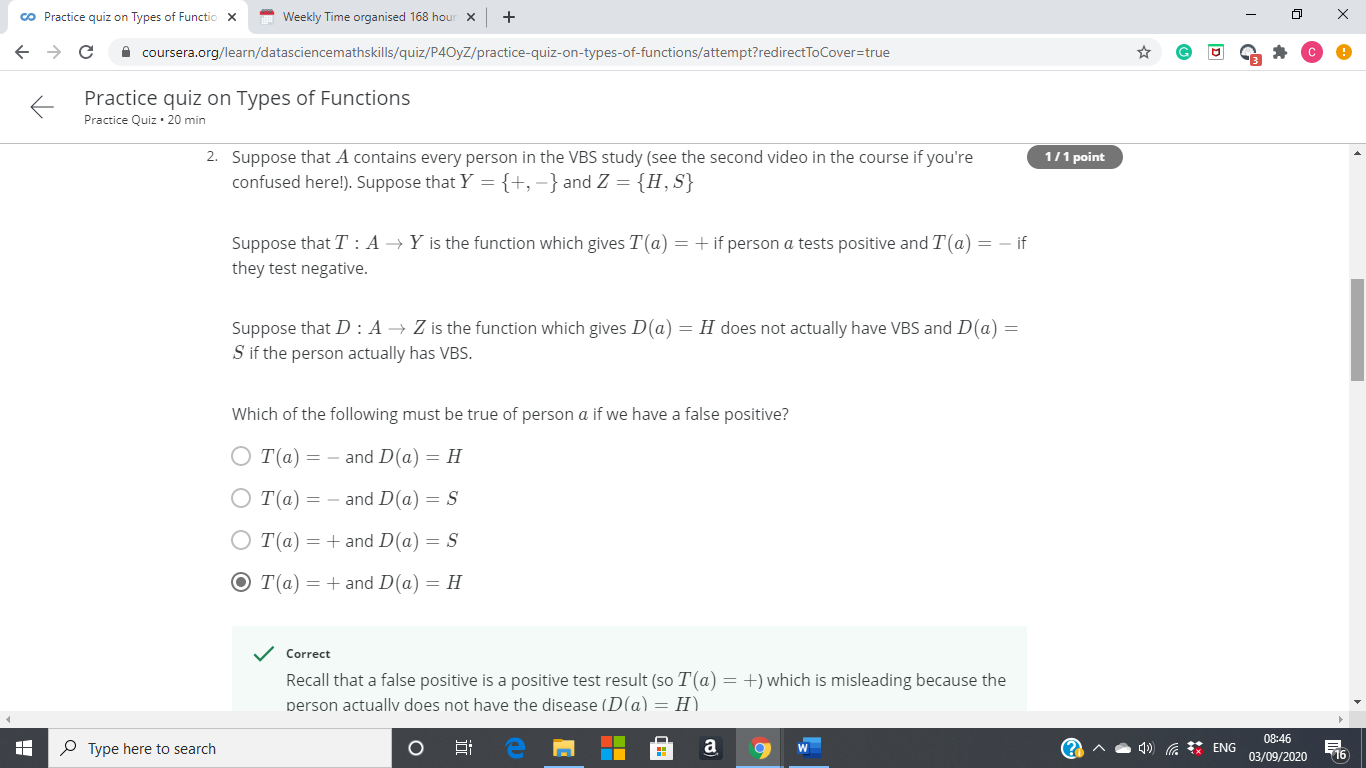 Practice quiz on Types of Functio
Weekly Time organised 168 hour
coursera.org/learn/datasciencemathskills/quiz/P4OyZ/practice-quiz-on-types-of-functions/attempt?redirectToCover=true
3
C
Practice quiz on Types of Functions
Practice Quiz • 20 min
2. Suppose that A contains every person in the VBS study (see the second video in the course if you're
1 / 1 point
confused here!). Suppose that Y = {+, −} and Z = {H, S}
Suppose that T : A → Y is the function which gives T(a) = + if person a tests positive and T(a) = − if
they test negative.
Suppose that D : A → Z is the function which gives D(a) = H does not actually have VBS and D(a) =
S if the person actually has VBS.
Which of the following must be true of person a if we have a false positive?
T(a) = − and D(a) = H
T(a) = − and D(a) = S
T(a) = + and D(a) = S
T(a) = + and D(a) = H
Correct
Recall that a false positive is a positive test result (so T(a) = +) which is misleading because the
person actually does not have the disease (D(a) = H)
Type here to search
ENG
08:46
03/09/2020
16